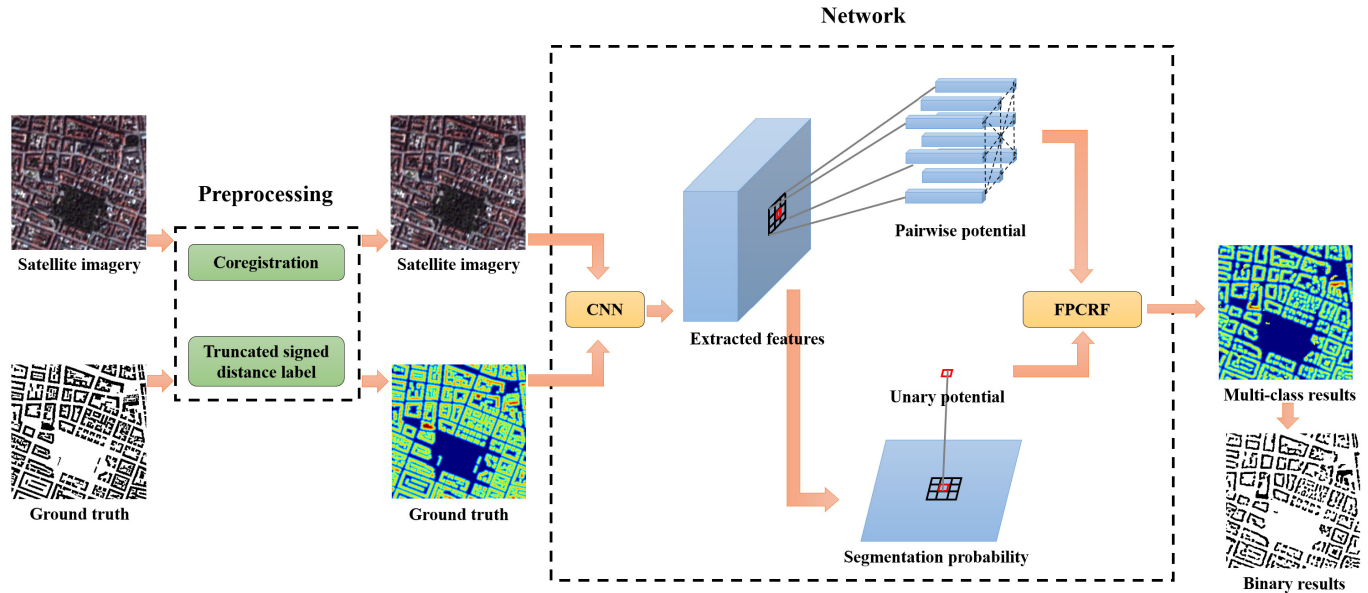 Network
Preprocessing
Satellite imagery
Coregistration
Satellite imagery
Truncated signed
distance label
Ground truth
Ground truth
CNN
Extracted features
Pairwise potential
Unary potential
Segmentation probability
FPCRF
Multi-class results
Binary results